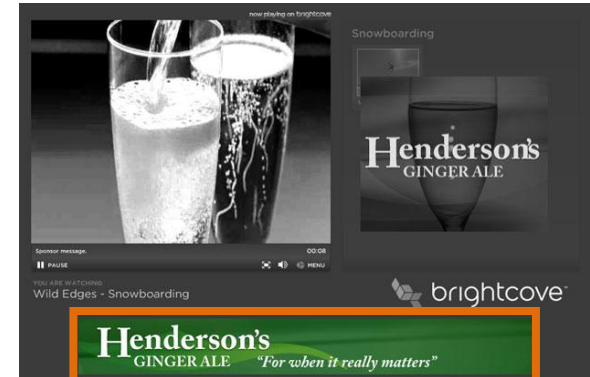 now playing on brightcove
Snowboarding
Henderson's
GINGER ALE
Sponsor message.
00:08
PAUSE
MENU
YOU ARE WATCHING
Wild Edges - Snowboarding
brightcove
Henderson's
GINGER ALE "For when it really matters"